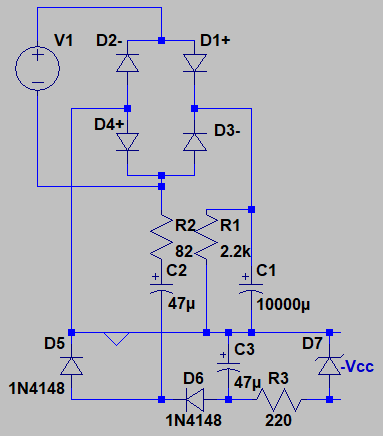 V1
D2-
D1+
D4+
D3-
R2
82
R1
2.2k
C2
47µ
C1
10000µ
D5
1N4148
C3
47µ
D7
-Vcc
D6
1N4148
R3
220